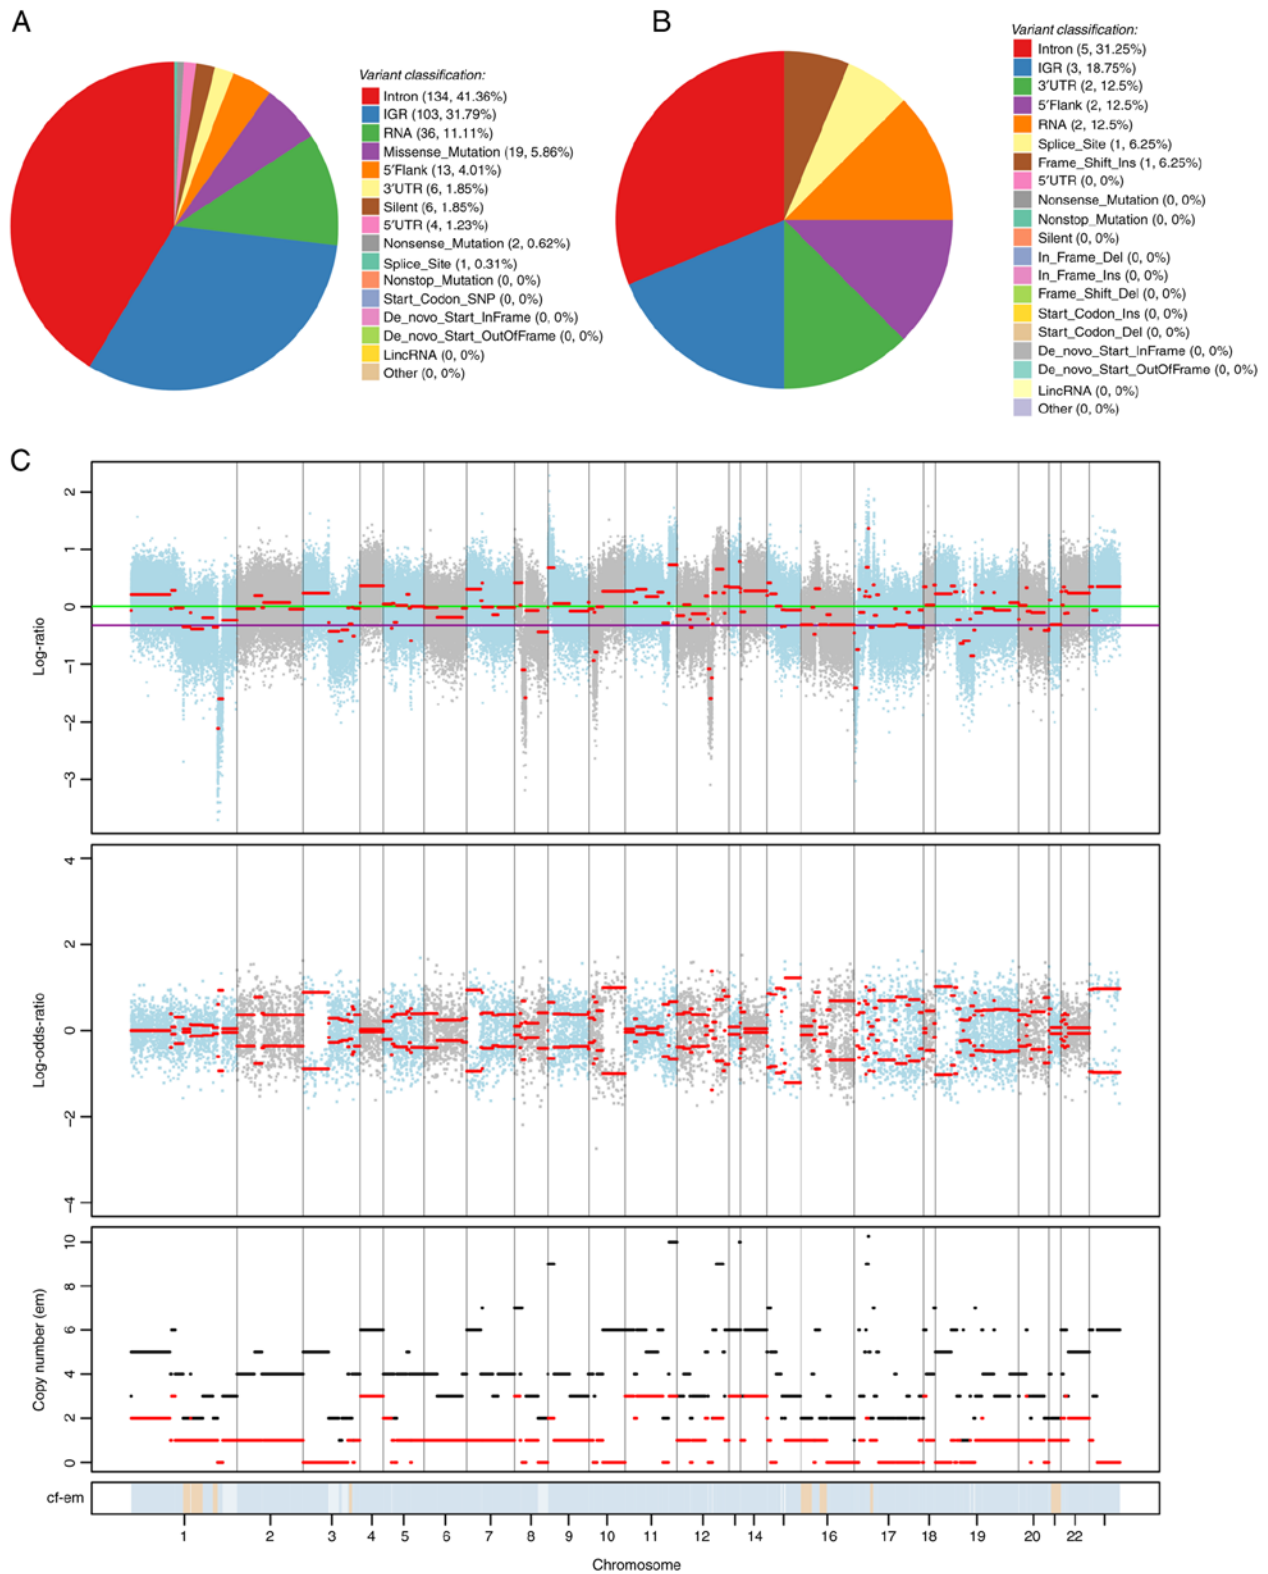 A
Variant classification:
Intron (134, 41.36%)
IGR (103, 31.79%)
RNA (36, 11.11%)
Missense_Mutation (19, 5.86%)
5′Flank (13, 4.01%)
3′UTR (6, 1.85%)
Silent (6, 1.85%)
5′UTR (4, 1.23%)
Nonsense_Mutation (2, 0.62%)
Splice_Site (1, 0.31%)
Nonstop_Mutation (0, 0%)
Start_Codon_SNP (0, 0%)
De_novo_Start_InFrame (0, 0%)
De_novo_Start_OutOfFrame (0, 0%)
LincRNA (0, 0%)
Other (0, 0%)
B
Variant classification:
Intron (5, 31.25%)
IGR (3, 18.75%)
3′UTR (2, 12.5%)
5′Flank (2, 12.5%)
RNA (2, 12.5%)
Splice_Site (1, 6.25%)
Frame_Shift_Ins (1, 6.25%)
5′UTR (0, 0%)
Nonsense_Mutation (0, 0%)
Nonstop_Mutation (0, 0%)
Silent (0, 0%)
In_Frame_Del (0, 0%)
In_Frame_Ins (0, 0%)
Frame_Shift_Del (0, 0%)
Start_Codon_Ins (0, 0%)
Start_Codon_Del (0, 0%)
De_novo_Start_InFrame (0, 0%)
De_novo_Start_OutOfFrame (0, 0%)
LincRNA (0, 0%)
Other (0, 0%)
C
Log-ratio
2
1
0
−1
−2
−3
Log-odds-ratio
4
2
0
−2
−4
Copy number (em)
10
8
6
4
2
0
cf-em
1 2 3 4 5 6 7 8 9 10 11 12 14 16 17 18 19 20 22
Chromosome